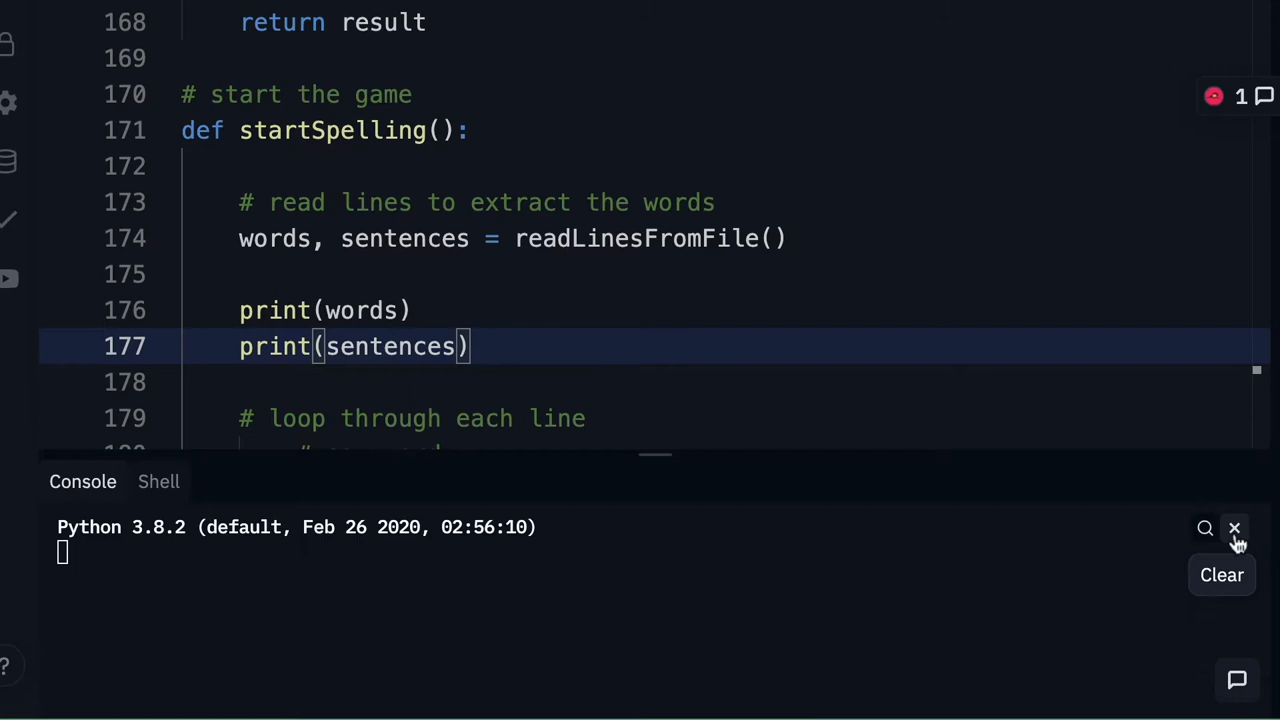 168 return result
169
170 # start the game
171 def startSpelling():
172
173 # read lines to extract the words
174 words, sentences = readLinesFromFile()
175
176 print(words)
177 print(sentences)
178
179 # loop through each line
1
Console Shell
Python 3.8.2 (default, Feb 26 2020, 02:56:10)
Clear
?